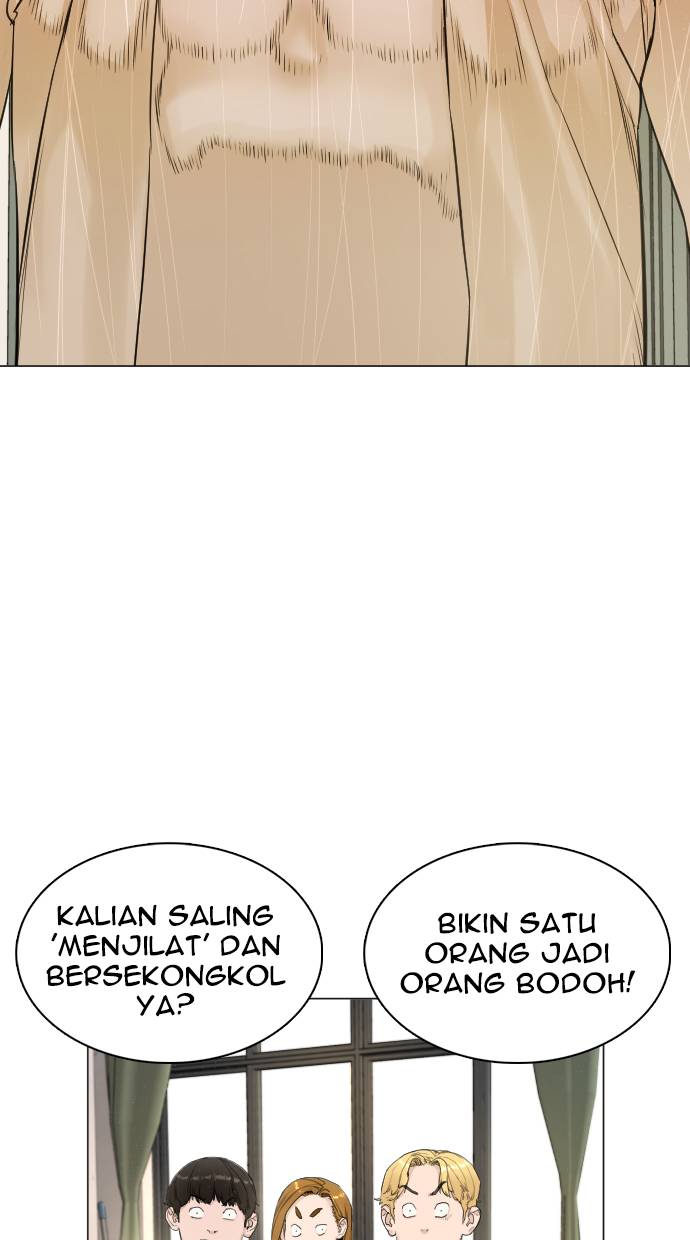 KALIAN SALING
'MENJILAT' DAN
BERSEKONGKOL
YA?
BIKIN SATU
ORANG JADI
ORANG BODOH!